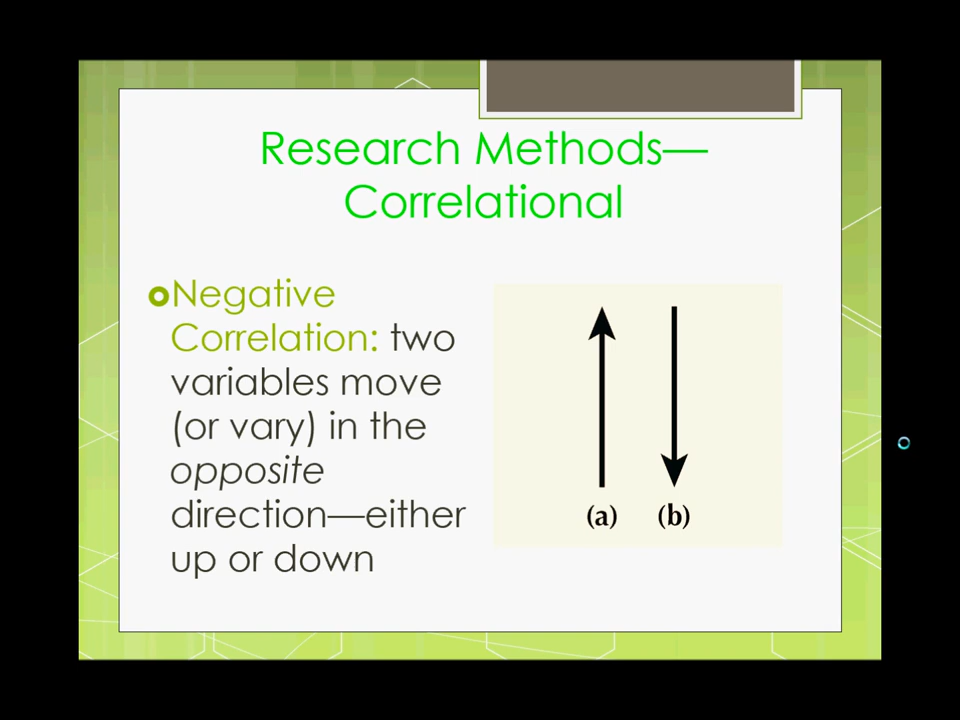 Research Methods—
Correlational
Negative
Correlation: two
variables move
(or vary) in the
opposite
direction—either
up or down
(a) (b)